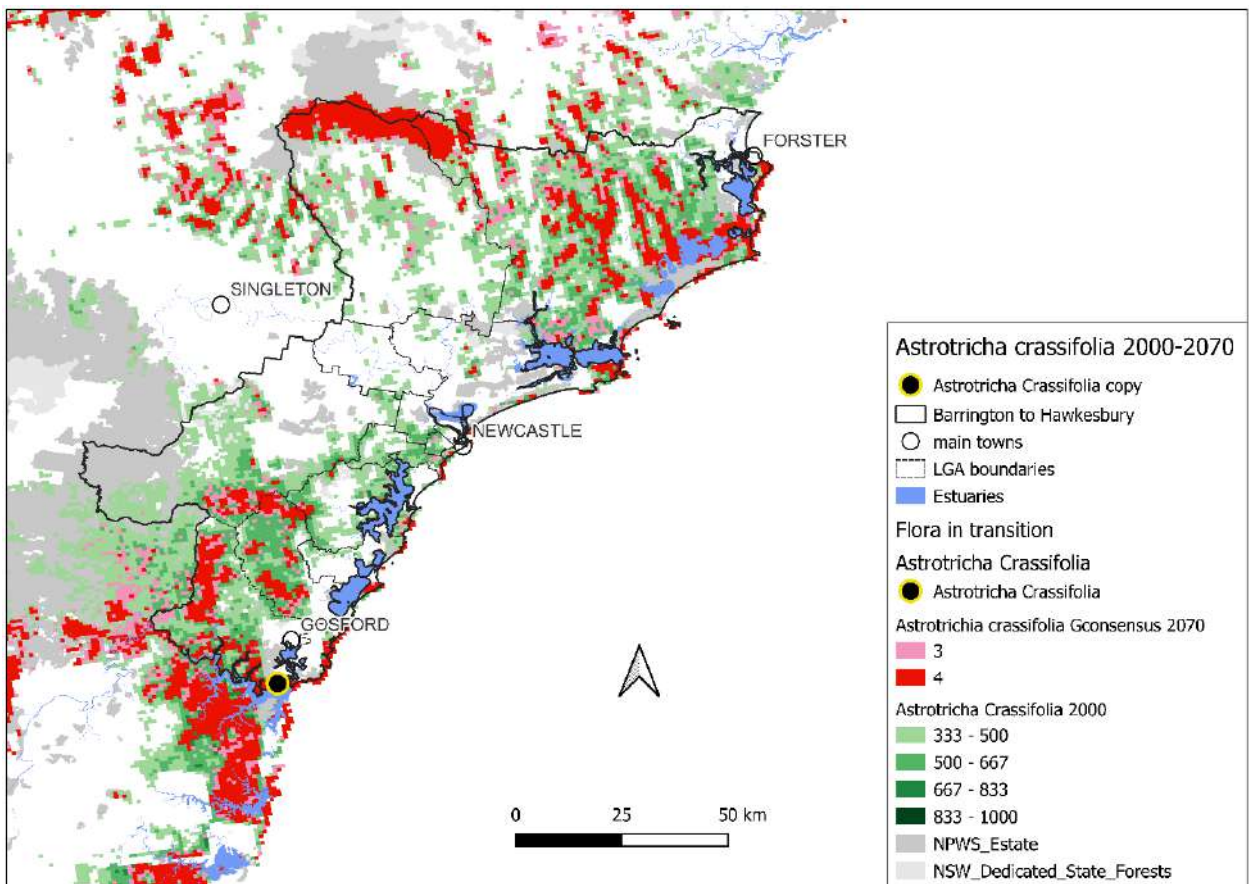 FORSTER
SINGLETON
NEWCASTLE
GOSFORD
0 25 50 km
Astrotricha crassifolia 2000-2070
Astrotricha Crassifolia copy
Barrington to Hawkesbury
main towns
LGA boundaries
Estuaries
Flora in transition
Astrotricha Crassifolia
Astrotricha Crassifolia
Astrotrichia crassifolia Gconsensus 2070
3
4
Astrotricha Crassifolia 2000
333 - 500
500 - 667
667 - 833
833 - 1000
NPWS_Estate
NSW_Dedicated_State_Forests